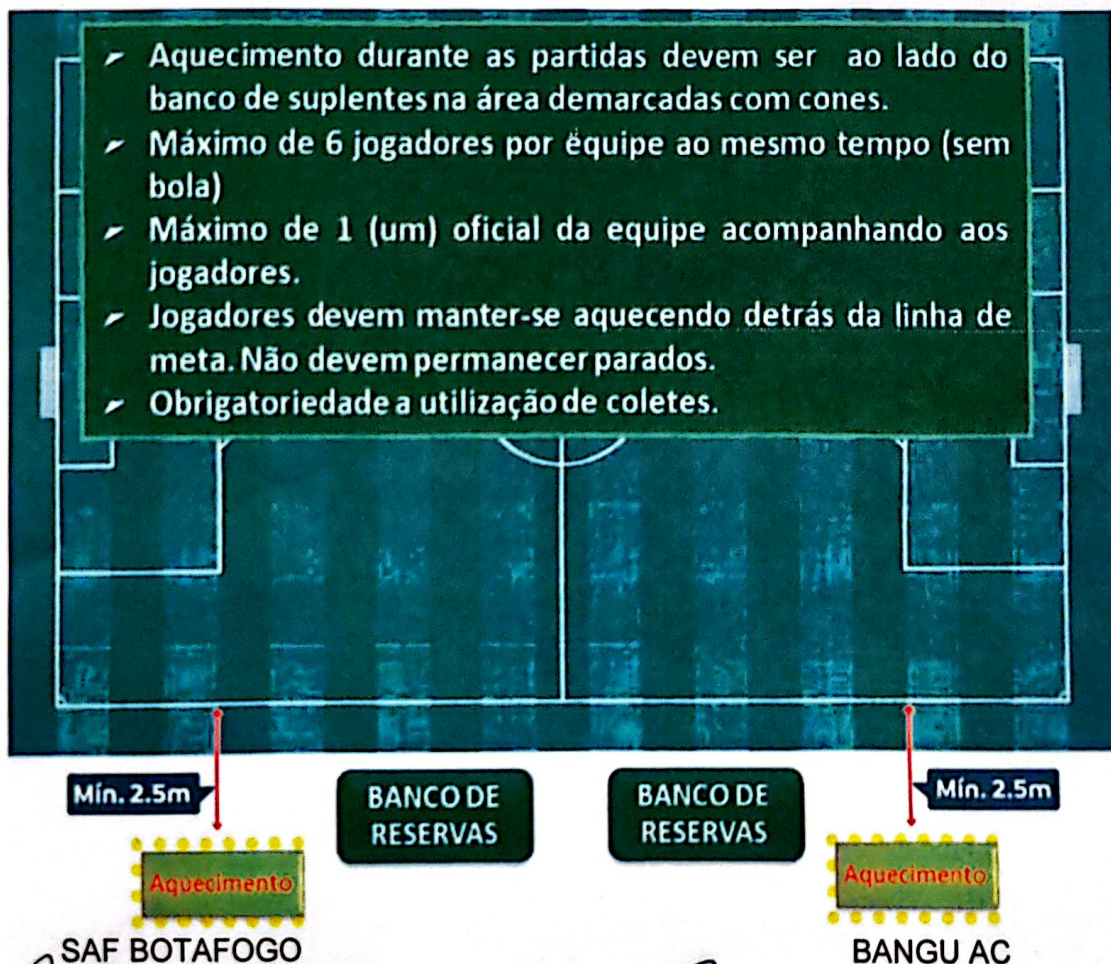 Aquecimento durante as partidas devem ser ao lado do
banco de suplentes na área demarcadas com cones.
Máximo de 6 jogadores por equipe ao mesmo tempo (sem
bola)
Máximo de 1 (um) oficial da equipe acompanhando aos
jogadores.
Jogadores devem manter-se aquecendo detrás da linha de
meta. Não devem permanecer parados.
Obrigatoriedade a utilização de coletes.
Mín. 2.5m
BANCO DE
RESERVAS
BANCO DE
RESERVAS
Mín. 2.5m
Aquecimento
Aquecimento
SAF BOTAFOGO
BANGU AC